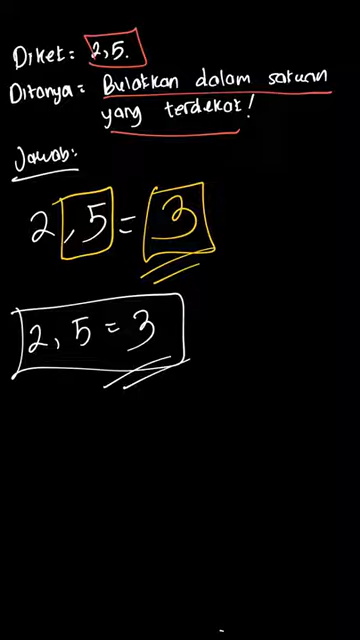 Diket: 2,5.
Ditanya= Bulatkan dalam satuan
yang terdekat!
Jawab:
2,5 = 3
2,5 = 3